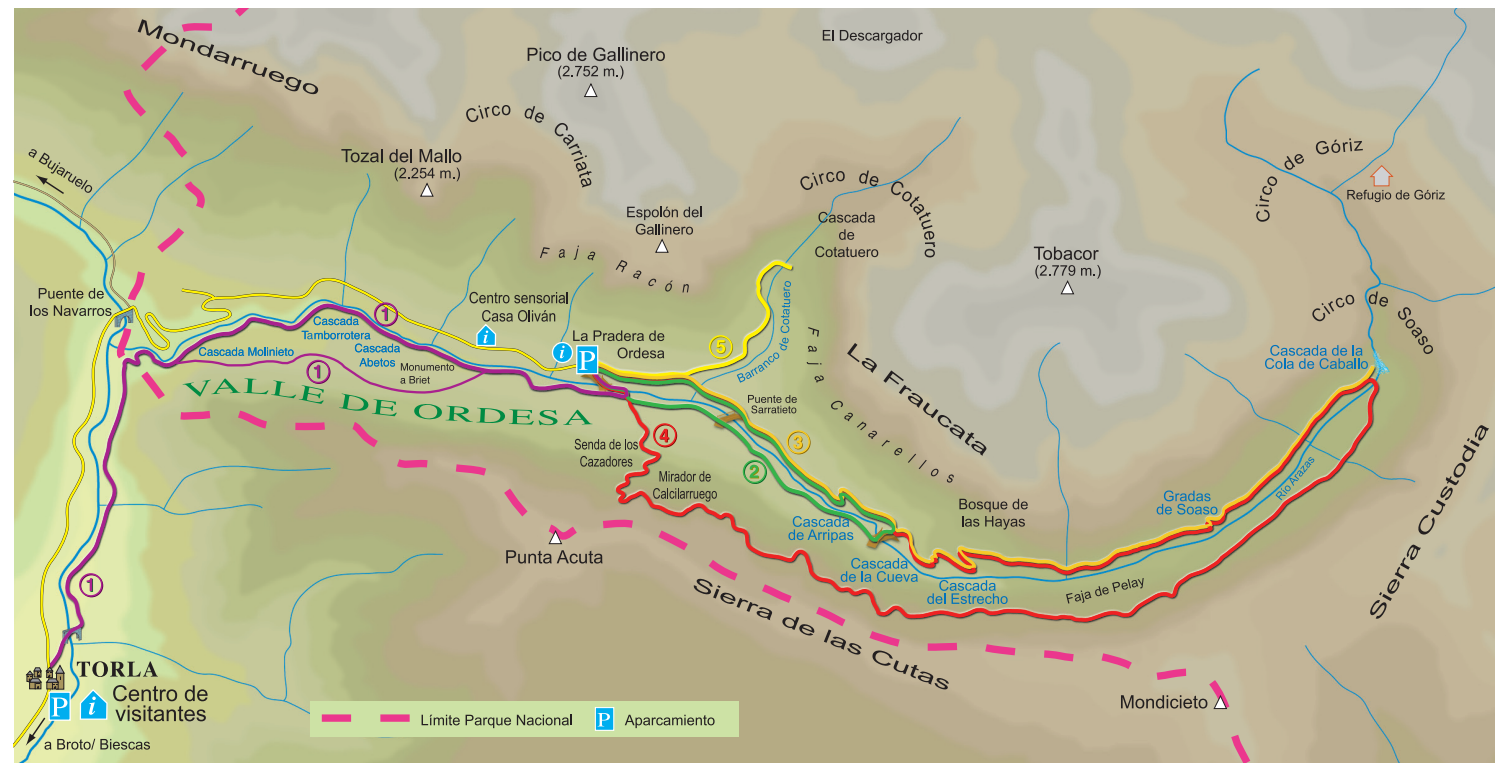 Mondarruego
El Descargador
Pico de Gallinero
(2.752 m.)
Circo de Carriata
Tozal del Mallo
(2.254 m.)
a Bujaruelo
Circo de Góriz
Refugio de Góriz
Circo de Cotatuero
Cascada
de
Cotatuero
Espolón del
Gallinero
Faja Racón
Tobacor
(2.779 m.)
Puente de
los Navarros
Centro sensorial
Casa Oliván
i
i
P
La Pradera de
Ordesa
Circo de Soaso
Cascada de la
Cola de Caballo
1
Cascada
Tamborrotera
Cascada
Abetos
Cascada Molinieto
1
Monumento
a Briet
VALLE DE ORDESA
5
Barranco de Cotatuero
Faja Canarellos
La Fraucata
Puente de
Sarratieto
4
3
2
Senda de los
Cazadores
Mirador de
Calcilarruego
Bosque de
las Hayas
Gradas
de Soaso
Río Arazas
Sierra Custodia
Cascada
de Arripas
Punta Acuta
Cascada
de la Cueva
Cascada
del Estrecho
Faja de Pelay
Sierra de las Cutas
1
TORLA
P
i
Centro de
visitantes
a Broto/ Biescas
Mondicieto
Límite Parque Nacional
P
Aparcamiento